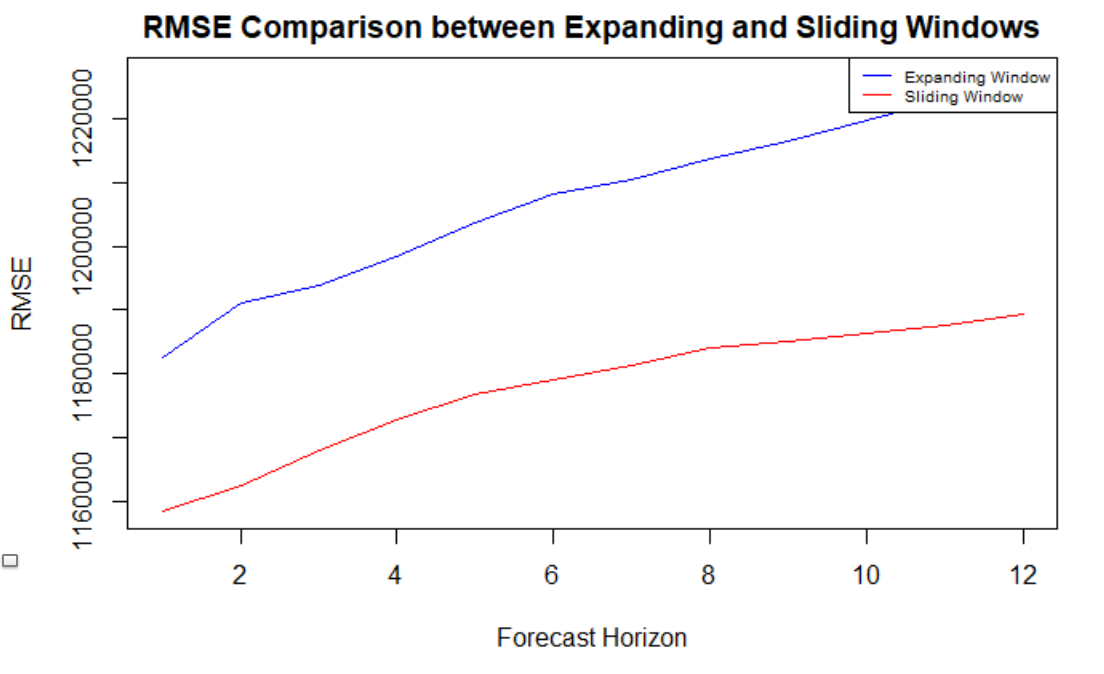 RMSE Comparison between Expanding and Sliding Windows
Expanding Window
Sliding Window
1220000
1200000
1180000
1160000
RMSE
2 4 6 8 10 12
Forecast Horizon